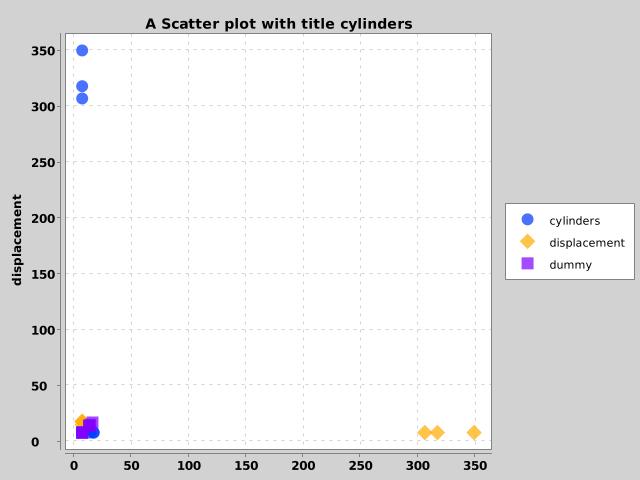 A Scatter plot with title cylinders
350
300
250
200
150
100
50
0
displacement
0 50 100 150 200 250 300 350
cylinders
displacement
dummy